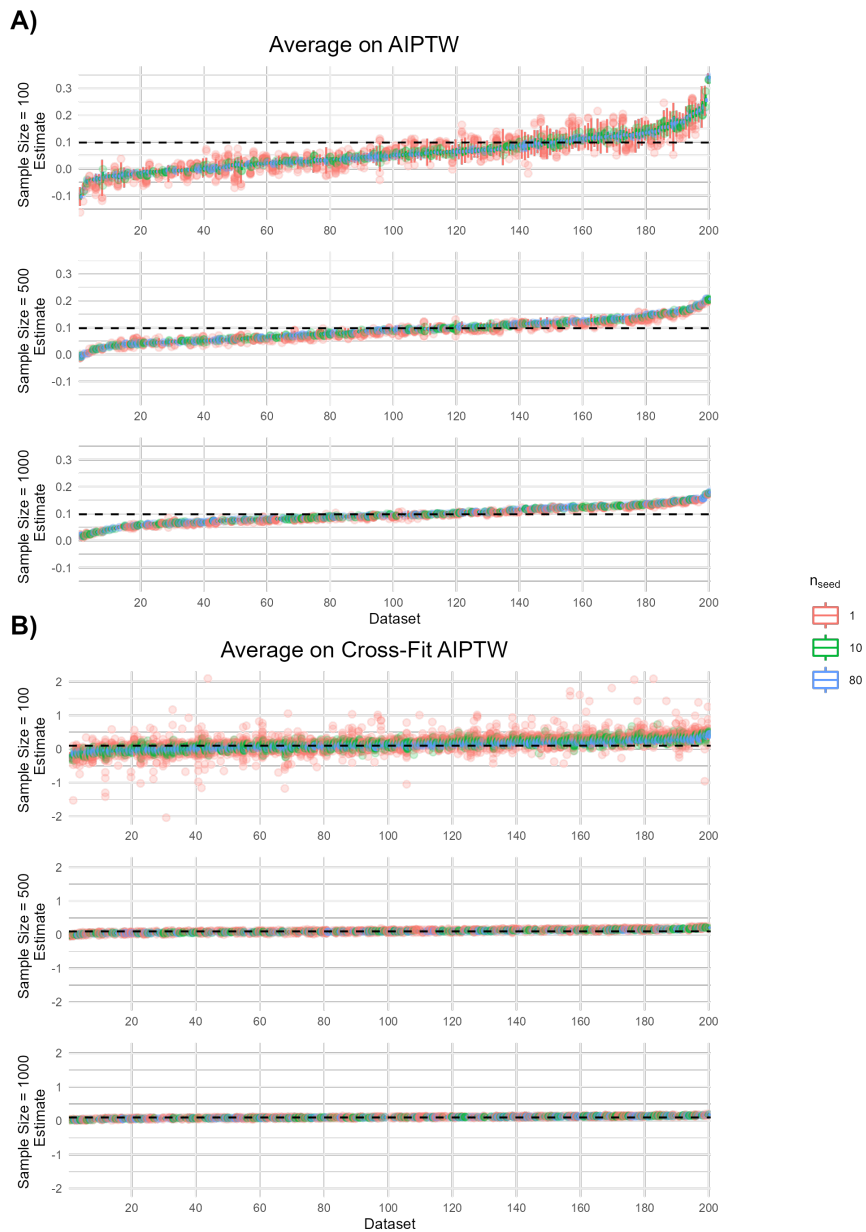 A)
Average on AIPTW
Sample Size = 100
Estimate
0.3
0.2
0.1
0.0
-0.1
20 40 60 80 100 120 140 160 180 200
Sample Size = 500
Estimate
0.3
0.2
0.1
0.0
-0.1
20 40 60 80 100 120 140 160 180 200
Sample Size = 1000
Estimate
0.3
0.2
0.1
0.0
-0.1
20 40 60 80 100 120 140 160 180 200
Dataset
n_seed
1
10
80
B)
Average on Cross-Fit AIPTW
Sample Size = 100
Estimate
2
1
0
-1
-2
20 40 60 80 100 120 140 160 180 200
Sample Size = 500
Estimate
2
1
0
-1
-2
20 40 60 80 100 120 140 160 180 200
Sample Size = 1000
Estimate
2
1
0
-1
-2
20 40 60 80 100 120 140 160 180 200
Dataset